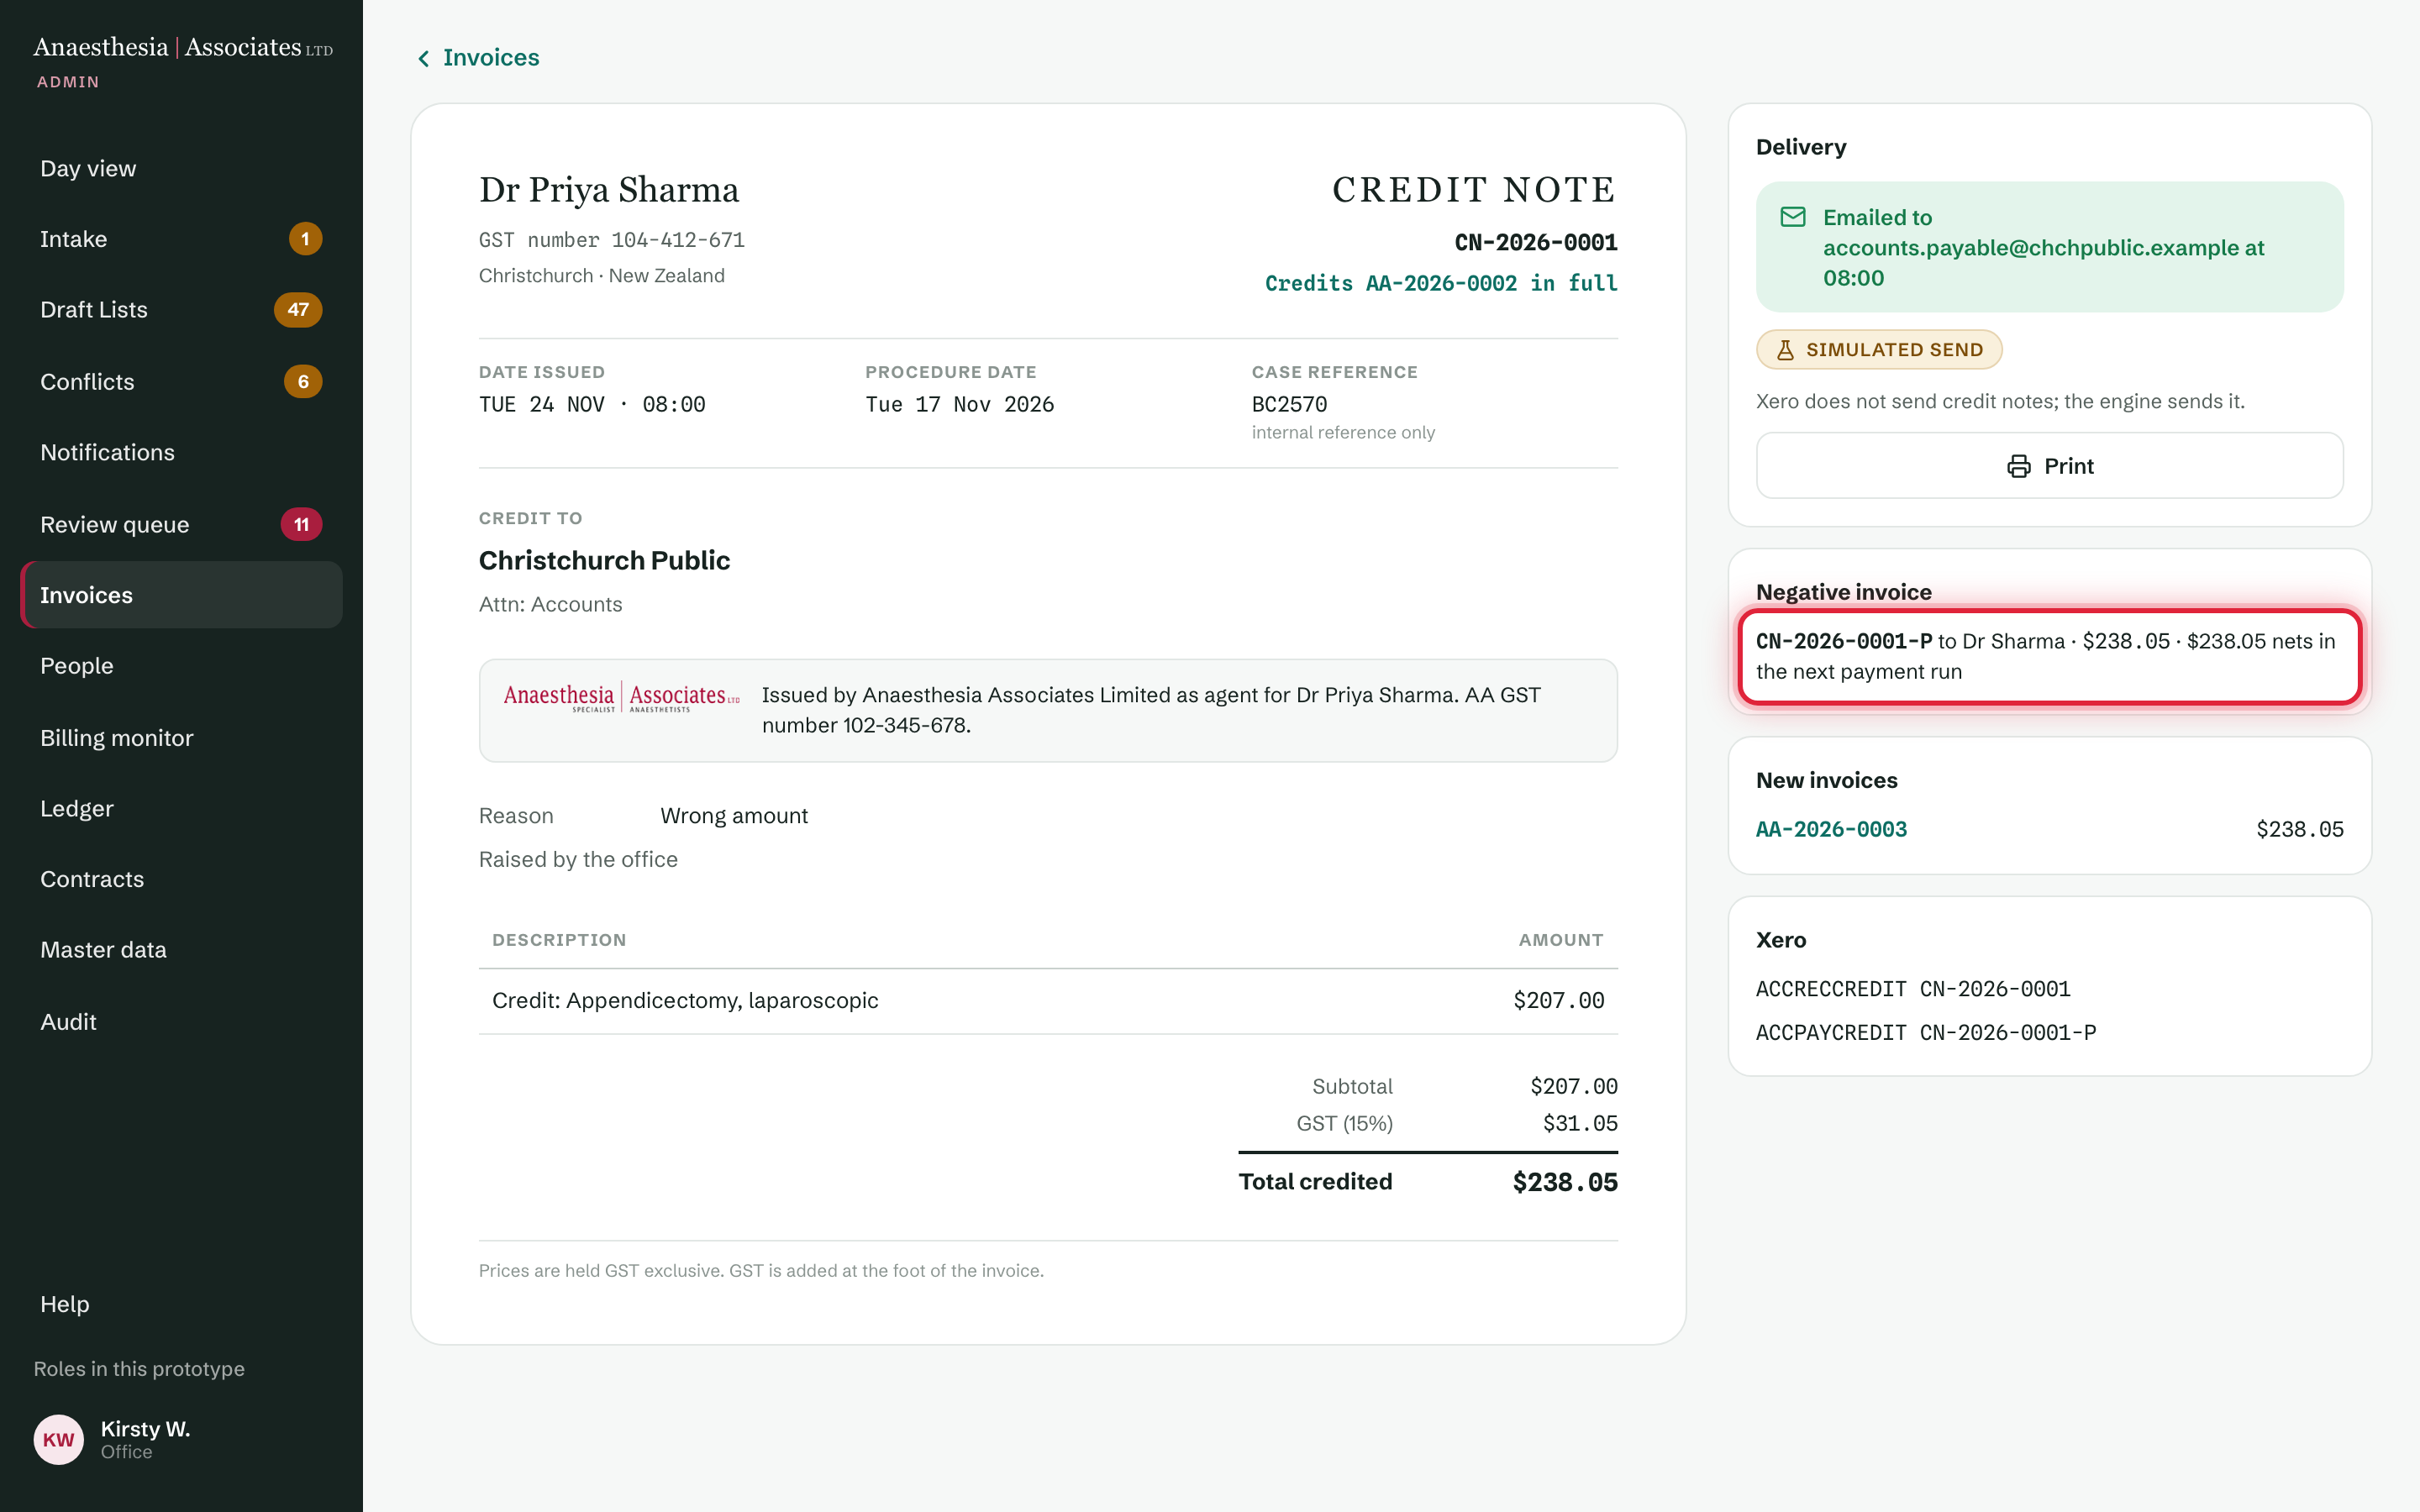 Anaesthesia | Associates LTD
ADMIN
Day view
Intake 1
Draft Lists 47
Conflicts 6
Notifications
Review queue 11
Invoices
People
Billing monitor
Ledger
Contracts
Master data
Audit
Help
Roles in this prototype
KW
Kirsty W.
Office
Invoices
Dr Priya Sharma
GST number 104-412-671
Christchurch · New Zealand
CREDIT NOTE
CN-2026-0001
Credits AA-2026-0002 in full
DATE ISSUED
TUE 24 NOV · 08:00
PROCEDURE DATE
Tue 17 Nov 2026
CASE REFERENCE
BC2570
internal reference only
CREDIT TO
Christchurch Public
Attn: Accounts
Anaesthesia | Associates LTD
SPECIALIST ANAESTHETISTS
Issued by Anaesthesia Associates Limited as agent for Dr Priya Sharma. AA GST
number 102-345-678.
Reason Wrong amount
Raised by the office
DESCRIPTION AMOUNT
Credit: Appendicectomy, laparoscopic $207.00
Subtotal $207.00
GST (15%) $31.05
Total credited $238.05
Prices are held GST exclusive. GST is added at the foot of the invoice.
Delivery
Emailed to
accounts.payable@chchpublic.example at
08:00
SIMULATED SEND
Xero does not send credit notes; the engine sends it.
Print
Negative invoice
CN-2026-0001-P to Dr Sharma · $238.05 · $238.05 nets in
the next payment run
New invoices
AA-2026-0003 $238.05
Xero
ACCRECCREDIT CN-2026-0001
ACCPAYCREDIT CN-2026-0001-P